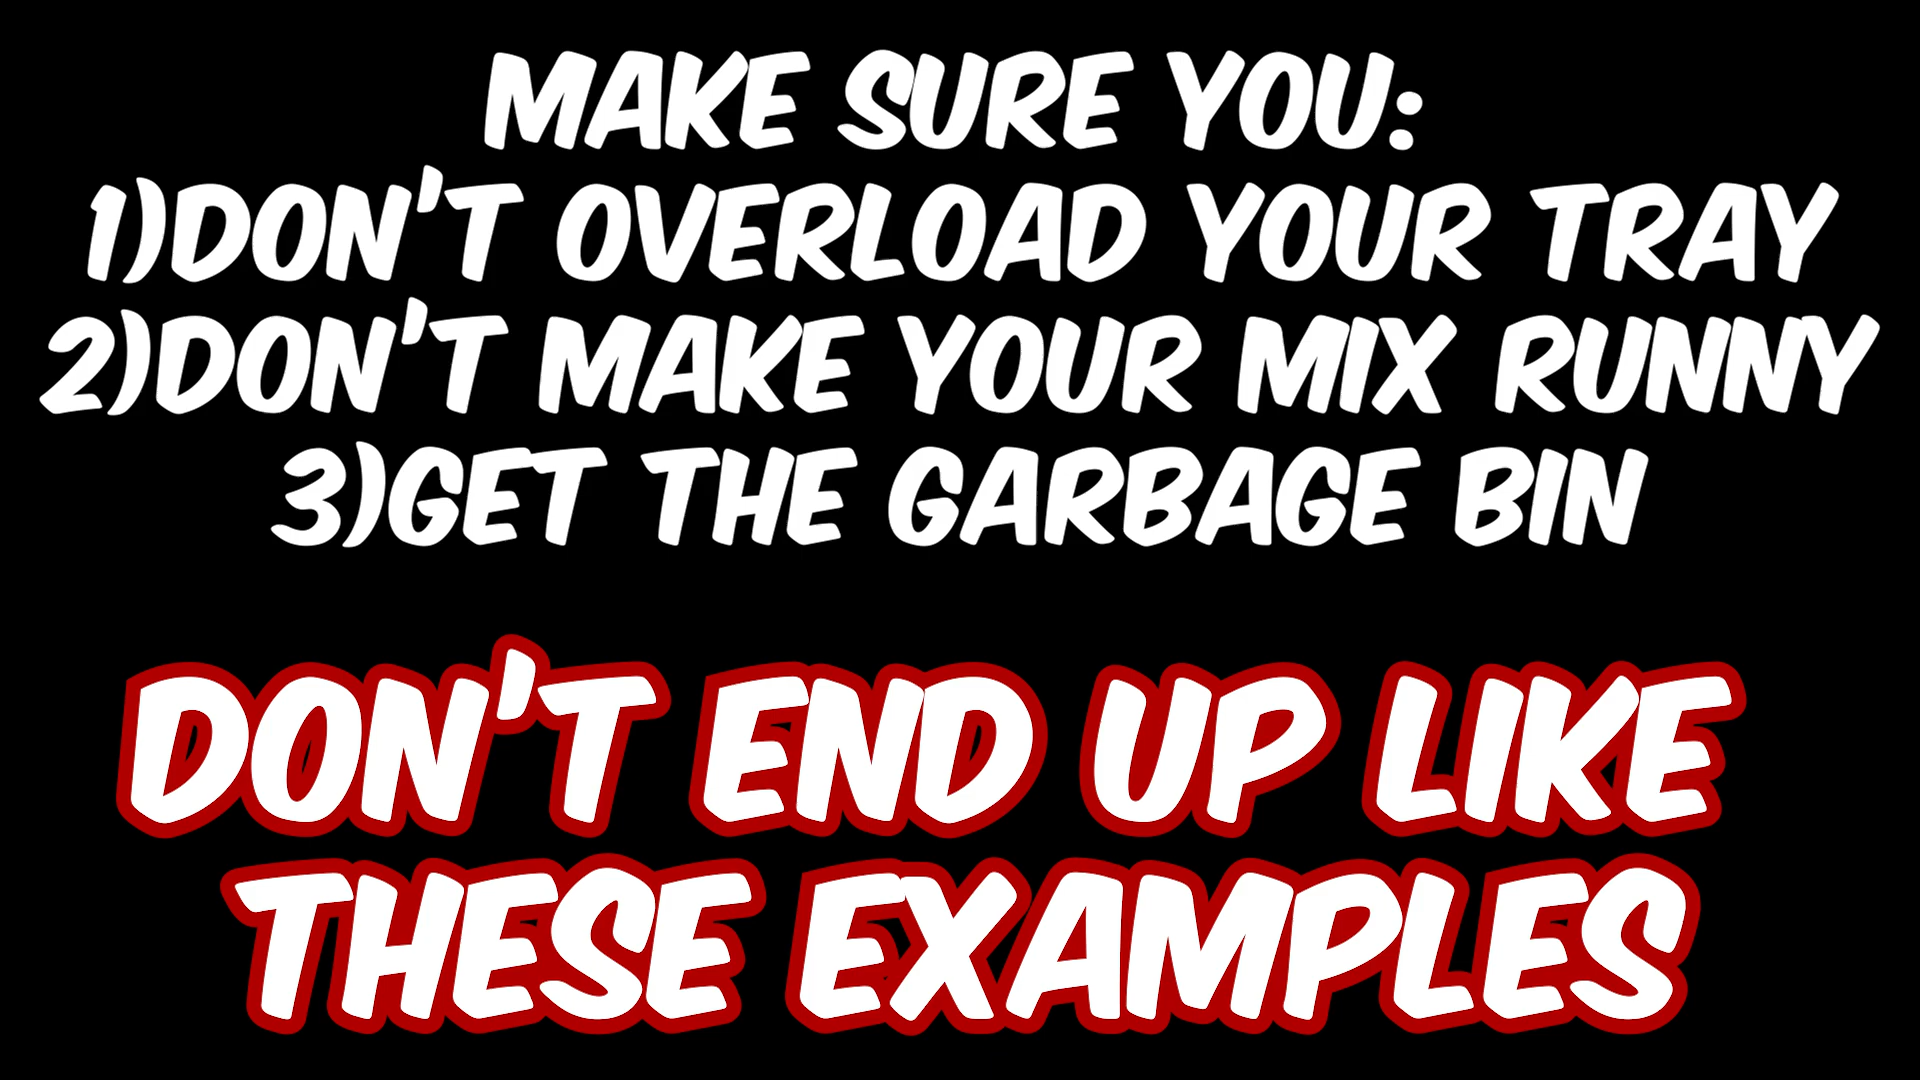 MAKE SURE YOU:
1)DON'T OVERLOAD YOUR TRAY
2)DON'T MAKE YOUR MIX RUNNY
3)GET THE GARBAGE BIN
DON'T END UP LIKE
THESE EXAMPLES